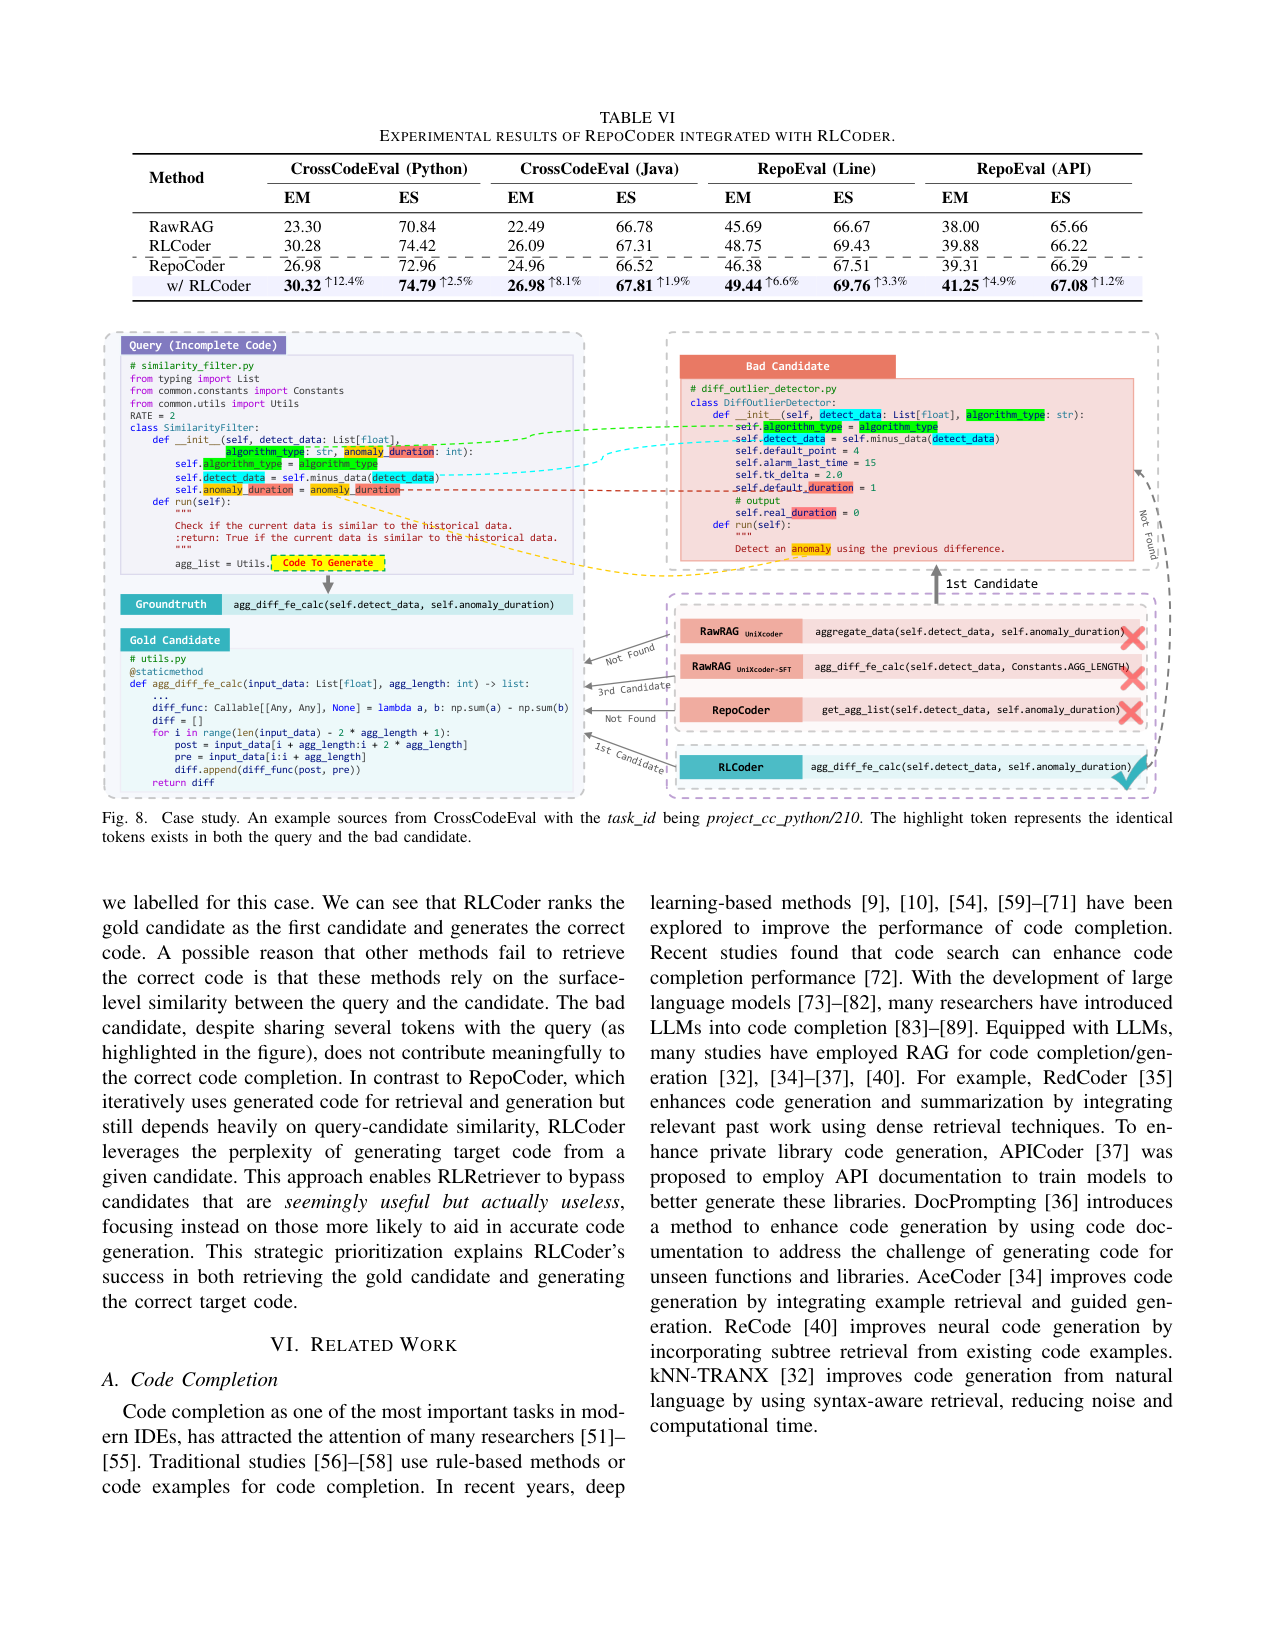 TABLE VI
EXPERIMENTAL RESULTS OF REPOCODER INTEGRATED WITH RLCODER.
Method CrossCodeEval (Python) CrossCodeEval (Java) RepoEval (Line) RepoEval (API)
EM ES EM ES EM ES EM ES
RawRAG 23.30 70.84 22.49 66.78 45.69 66.67 38.00 65.66
RLCoder 30.28 74.42 26.09 67.31 48.75 69.43 39.88 66.22
RepoCoder 26.98 72.96 24.96 66.52 46.38 67.51 39.31 66.29
w/ RLCoder 30.32 ↑12.4% 74.79 ↑2.5% 26.98 ↑8.1% 67.81 ↑1.9% 49.44 ↑6.6% 69.76 ↑3.3% 41.25 ↑4.9% 67.08 ↑1.2%
Query (Incomplete Code)
# similarity_filter.py
from typing import List
from common.constants import Constants
from common.utils import Utils
RATE = 2
class SimilarityFilter:
def __init__(self, detect_data: List[float],
algorithm_type: str, anomaly_duration: int):
self.algorithm_type = algorithm_type
self.detect_data = self.minus_data(detect_data)
self.anomaly_duration = anomaly_duration
def run(self):
"""
Check if the current data is similar to the historical data.
:return: True if the current data is similar to the historical data.
"""
agg_list = Utils. Code To Generate
Groundtruth agg_diff_fe_calc(self.detect_data, self.anomaly_duration)
Gold Candidate
# utils.py
@staticmethod
def agg_diff_fe_calc(input_data: List[float], agg_length: int) -> list:
...
diff_func: Callable[[Any, Any], None] = lambda a, b: np.sum(a) - np.sum(b)
diff = []
for i in range(len(input_data) - 2 * agg_length + 1):
post = input_data[i + agg_length:i + 2 * agg_length]
pre = input_data[i:i + agg_length]
diff.append(diff_func(post, pre))
return diff
Bad Candidate
# diff_outlier_detector.py
class DiffOutlierDetector:
def __init__(self, detect_data: List[float], algorithm_type: str):
self.algorithm_type = algorithm_type
self.detect_data = self.minus_data(detect_data)
self.default_point = 4
self.alarm_last_time = 15
self.tk_delta = 2.0
self.default_duration = 1
# output
self.real_duration = 0
def run(self):
"""
Detect an anomaly using the previous difference.
Not Found
1st Candidate
RawRAG UniXcoder aggregate_data(self.detect_data, self.anomaly_duration)
RawRAG UniXcoder-SFT agg_diff_fe_calc(self.detect_data, Constants.AGG_LENGTH)
RepoCoder get_agg_list(self.detect_data, self.anomaly_duration)
RLCoder agg_diff_fe_calc(self.detect_data, self.anomaly_duration)
Not Found
3rd Candidate
Not Found
1st Candidate
Fig. 8. Case study. An example sources from CrossCodeEval with the task_id being project_cc_python/210. The highlight token represents the identical
tokens exists in both the query and the bad candidate.
we labelled for this case. We can see that RLCoder ranks the
gold candidate as the first candidate and generates the correct
code. A possible reason that other methods fail to retrieve
the correct code is that these methods rely on the surface-
level similarity between the query and the candidate. The bad
candidate, despite sharing several tokens with the query (as
highlighted in the figure), does not contribute meaningfully to
the correct code completion. In contrast to RepoCoder, which
iteratively uses generated code for retrieval and generation but
still depends heavily on query-candidate similarity, RLCoder
leverages the perplexity of generating target code from a
given candidate. This approach enables RLRetriever to bypass
candidates that are seemingly useful but actually useless,
focusing instead on those more likely to aid in accurate code
generation. This strategic prioritization explains RLCoder's
success in both retrieving the gold candidate and generating
the correct target code.
VI. RELATED WORK
A. Code Completion
Code completion as one of the most important tasks in mod-
ern IDEs, has attracted the attention of many researchers [51]–
[55]. Traditional studies [56]–[58] use rule-based methods or
code examples for code completion. In recent years, deep
learning-based methods [9], [10], [54], [59]–[71] have been
explored to improve the performance of code completion.
Recent studies found that code search can enhance code
completion performance [72]. With the development of large
language models [73]–[82], many researchers have introduced
LLMs into code completion [83]–[89]. Equipped with LLMs,
many studies have employed RAG for code completion/gen-
eration [32], [34]–[37], [40]. For example, RedCoder [35]
enhances code generation and summarization by integrating
relevant past work using dense retrieval techniques. To en-
hance private library code generation, APICoder [37] was
proposed to employ API documentation to train models to
better generate these libraries. DocPrompting [36] introduces
a method to enhance code generation by using code doc-
umentation to address the challenge of generating code for
unseen functions and libraries. AceCoder [34] improves code
generation by integrating example retrieval and guided gen-
eration. ReCode [40] improves neural code generation by
incorporating subtree retrieval from existing code examples.
kNN-TRANX [32] improves code generation from natural
language by using syntax-aware retrieval, reducing noise and
computational time.